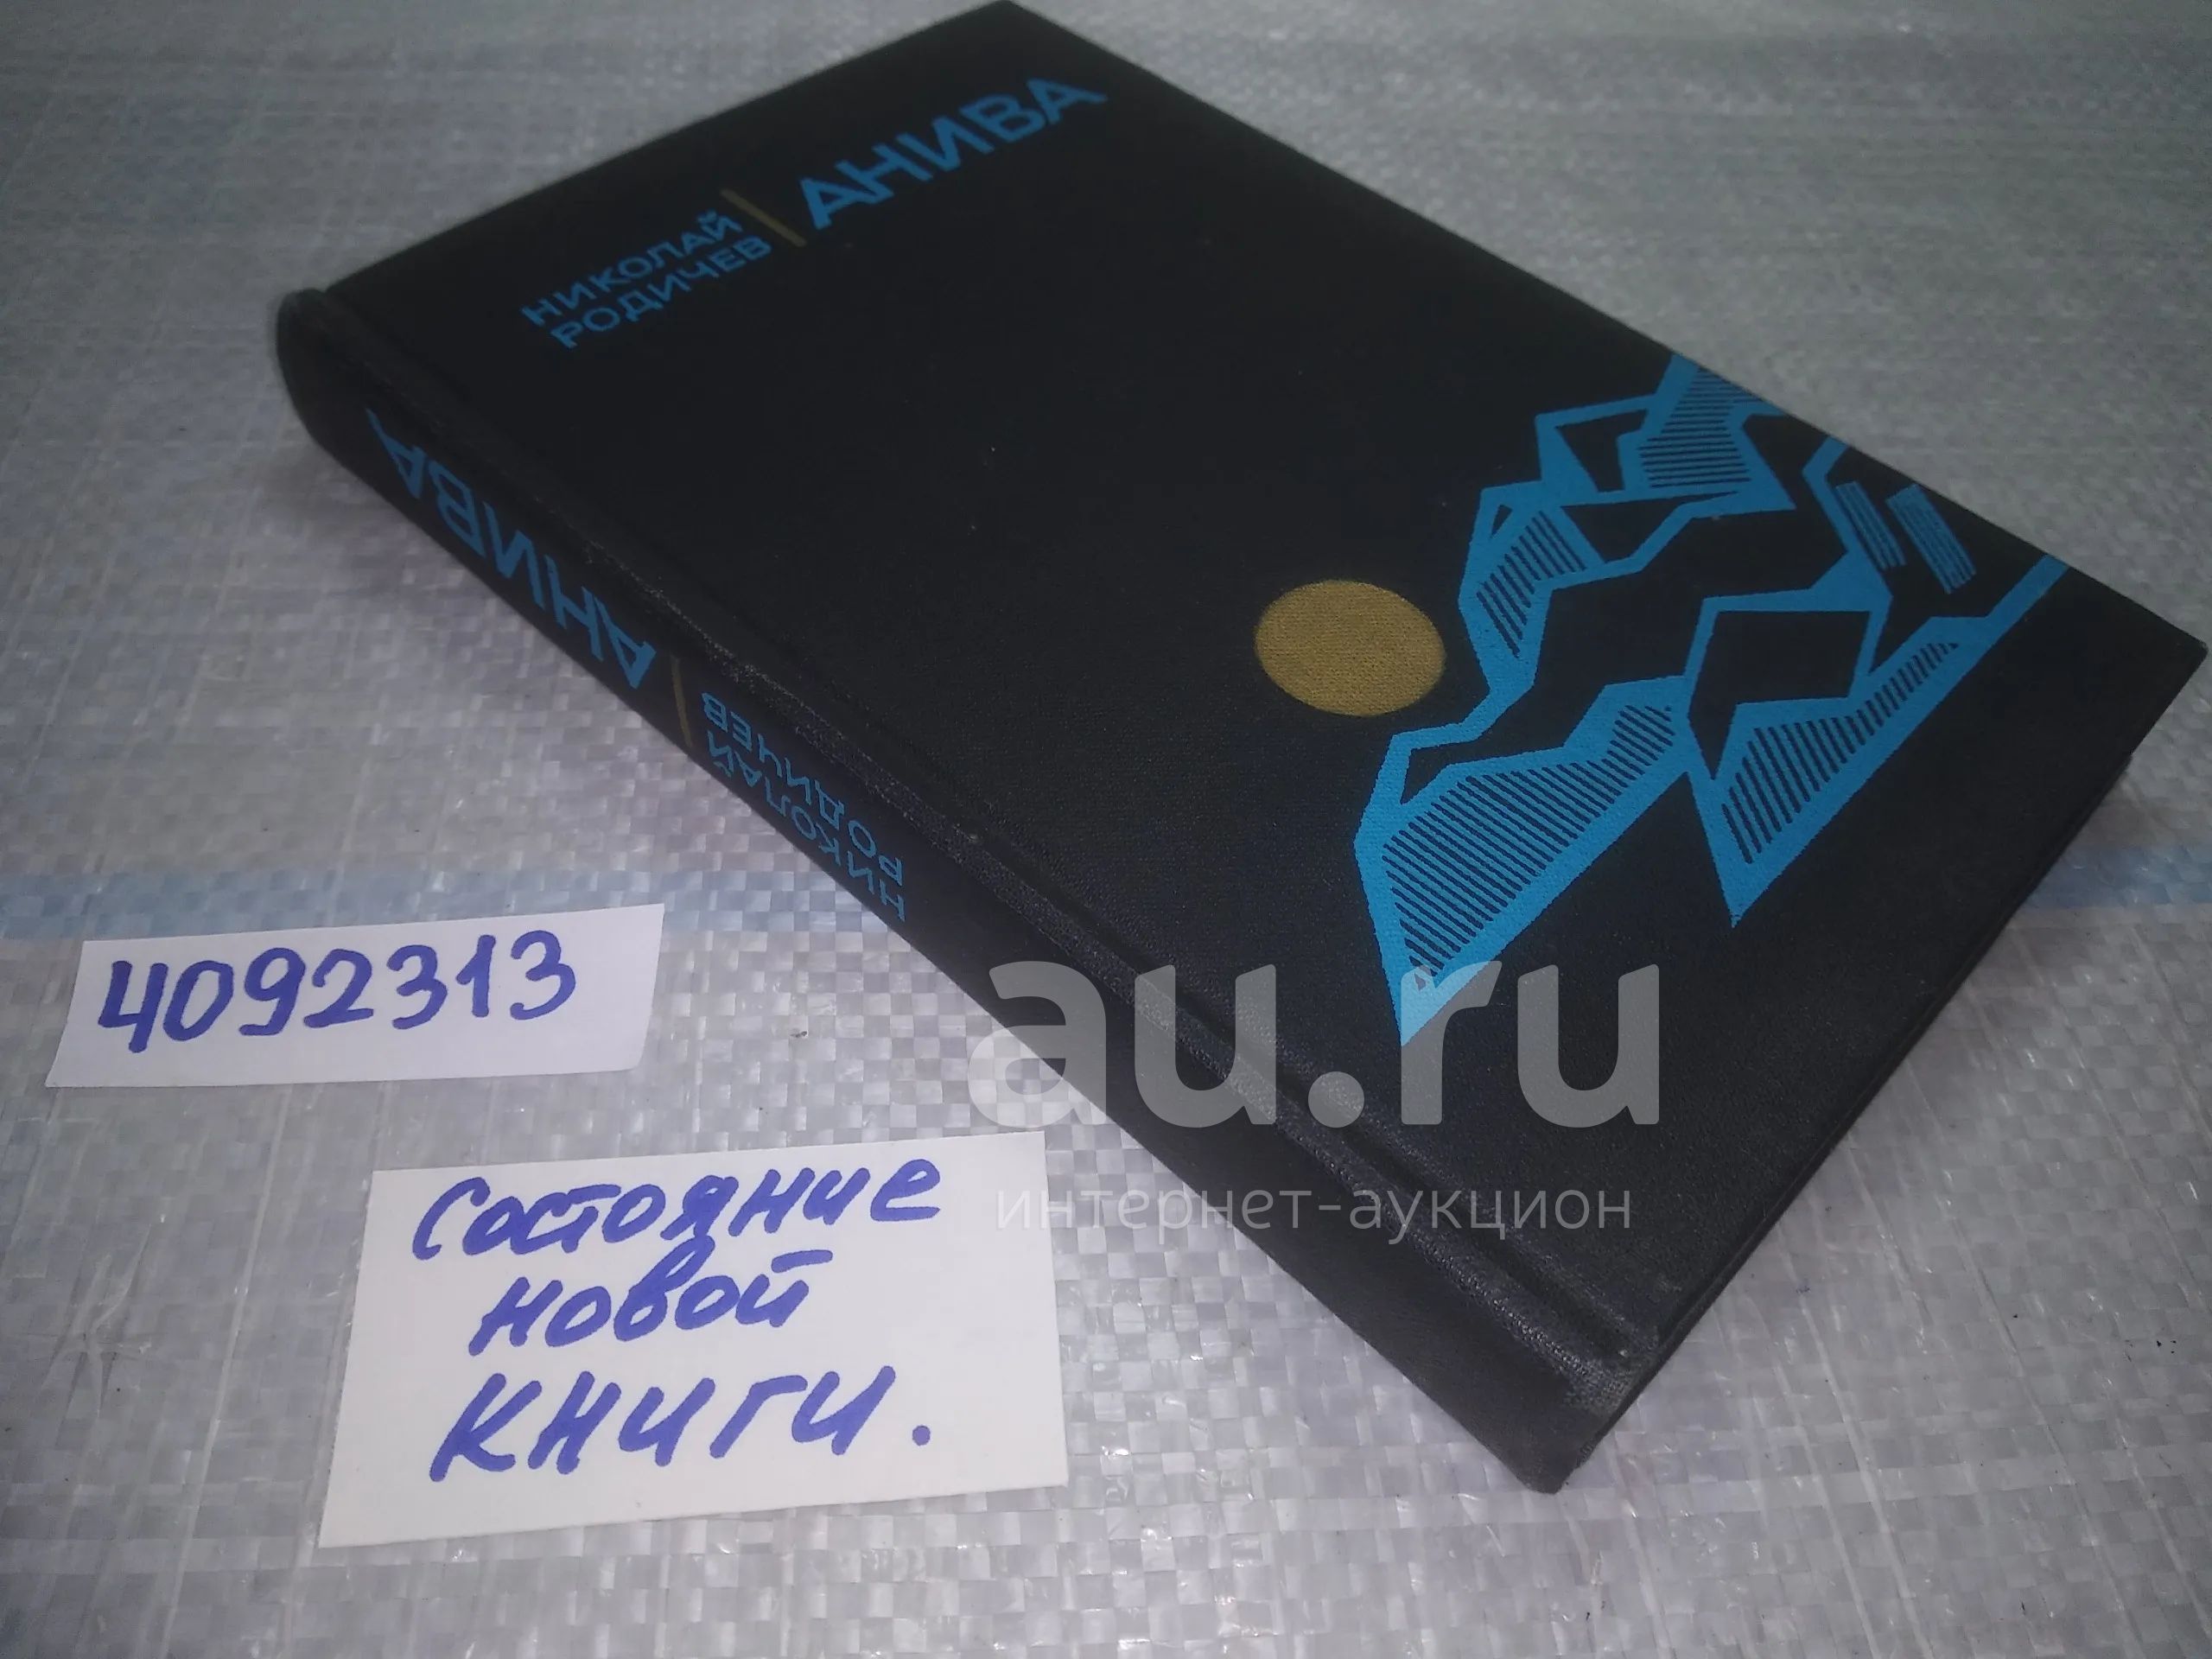 НИКОЛАЙ
РОДИЧЕВ
АНИВА
АНИВА
НИКОЛАЙ
РОДИЧЕВ
4092313
Состояние
новой
книги.
au.ru
интернет-аукцион